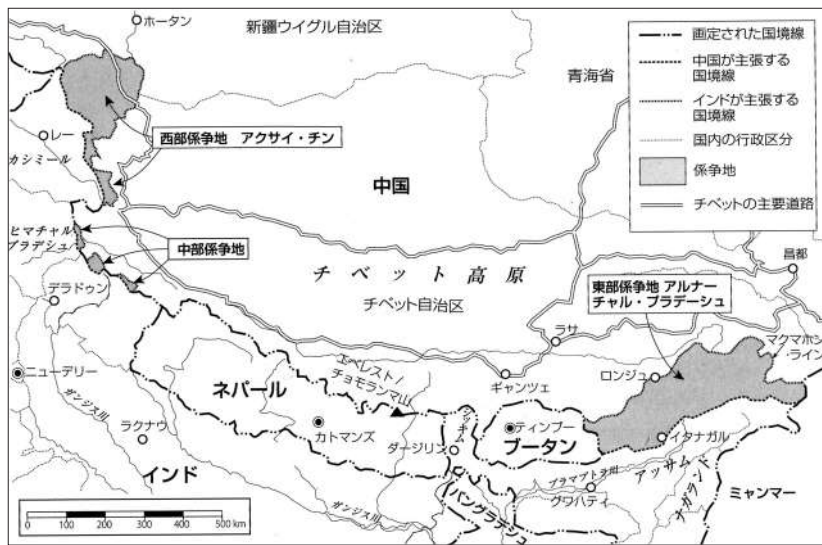 ホータン
新疆ウイグル自治区
青海省
画定された国境線
中国が主張する
国境線
インドが主張する
国境線
国内の行政区分
係争地
チベットの主要道路
レー
カシミール
西部係争地 アクサイ・チン
中国
ヒマチャル
プラデシュ
中部係争地
デラドゥン
チベット高原
チベット自治区
昌都
東部係争地 アルナー
チャル・プラデーシュ
ラサ
マクマホン
・ライン
ニューデリー
ネパール
エベレスト/
チョモランマ山
ギャンツェ
ロンジュ
ガンジス川
ラクナウ
カトマンズ
シッキム
ティンプー
ブータン
イタナガル
ダージリン
インド
ブラマプトラ川
アッサム
グワハティ
ナガランド
ミャンマー
バングラデシュ
ガンジス川
0 100 200 300 400 500 km